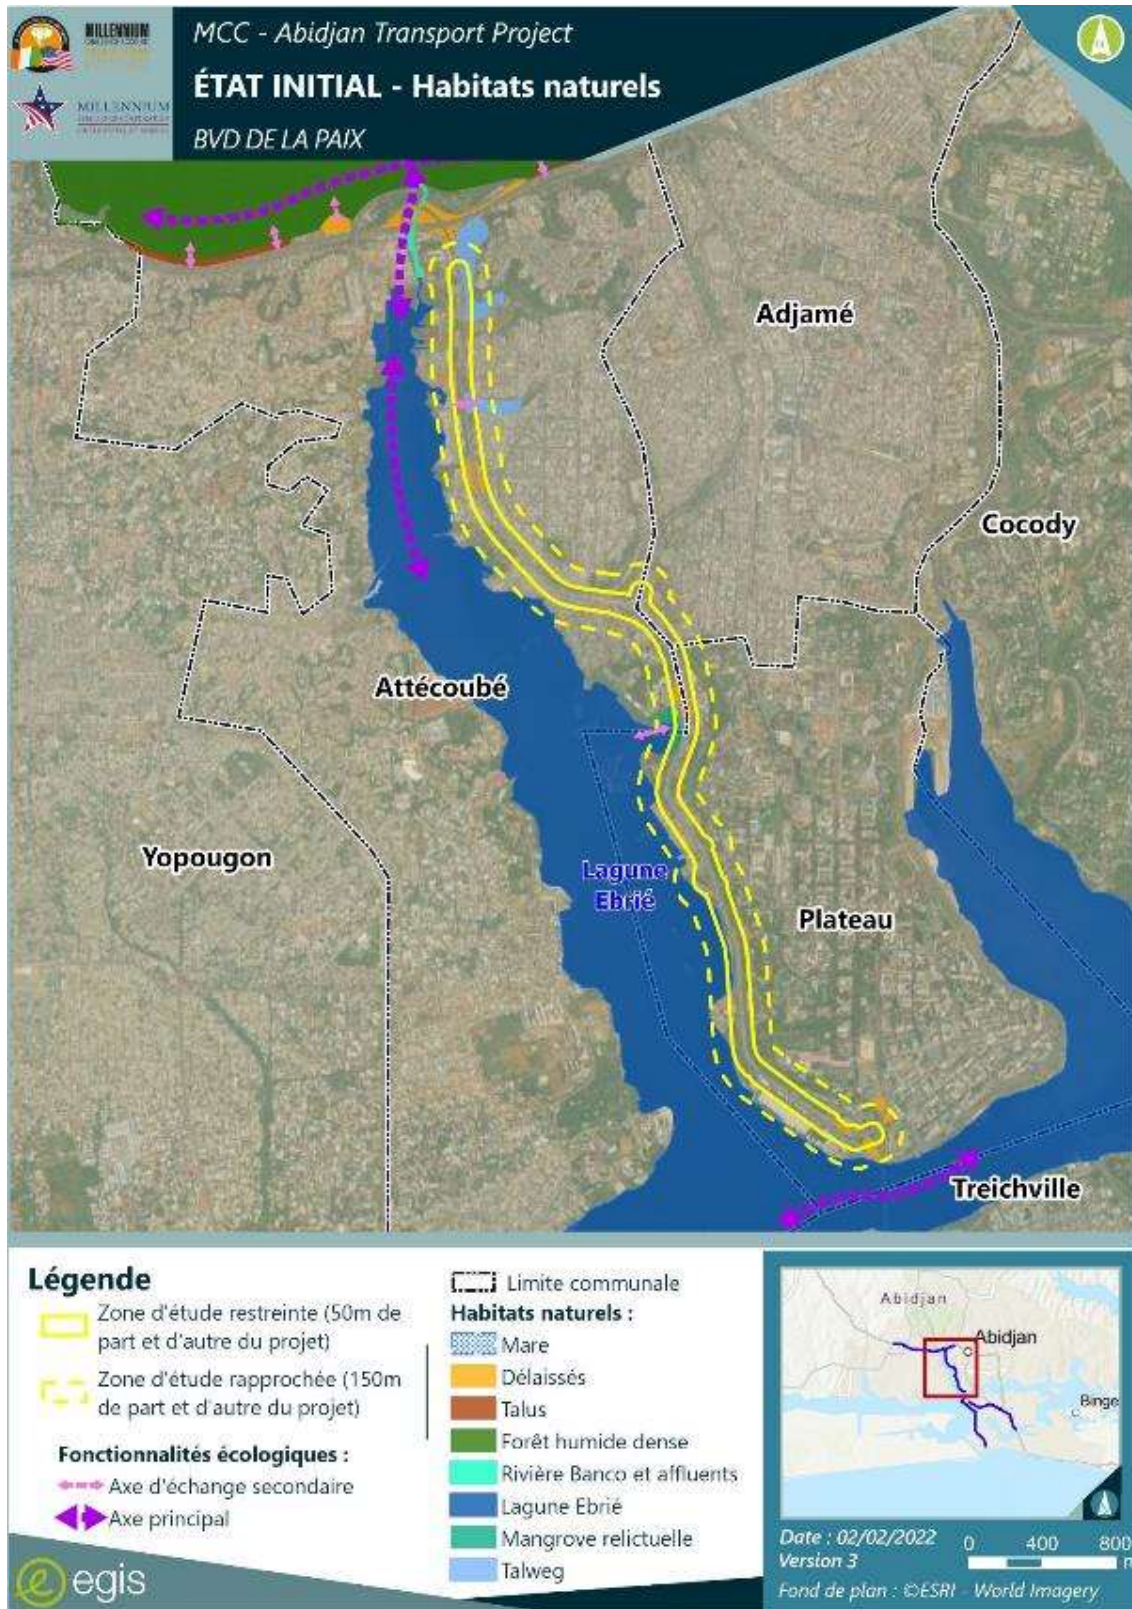 MILLENNIUM
MCC - Abidjan Transport Project
MILLENNIUM
ÉTAT INITIAL - Habitats naturels
BVD DE LA PAIX
Adjamé
Cocody
Attécoubé
Yopougon
Lagune
Ebrié
Plateau
Treichville
Légende
Zone d'étude restreinte (50m de
part et d'autre du projet)
Zone d'étude rapprochée (150m
de part et d'autre du projet)
Fonctionnalités écologiques :
Axe d'échange secondaire
Axe principal
egis
Limite communale
Habitats naturels :
Mare
Délaissés
Talus
Forêt humide dense
Rivière Banco et affluents
Lagune Ebrié
Mangrove relictuelle
Talweg
Abidjan
Abidjan
Binge
Date : 02/02/2022
Version 3
0 400 800
m
Fond de plan : ©ESRI - World Imagery